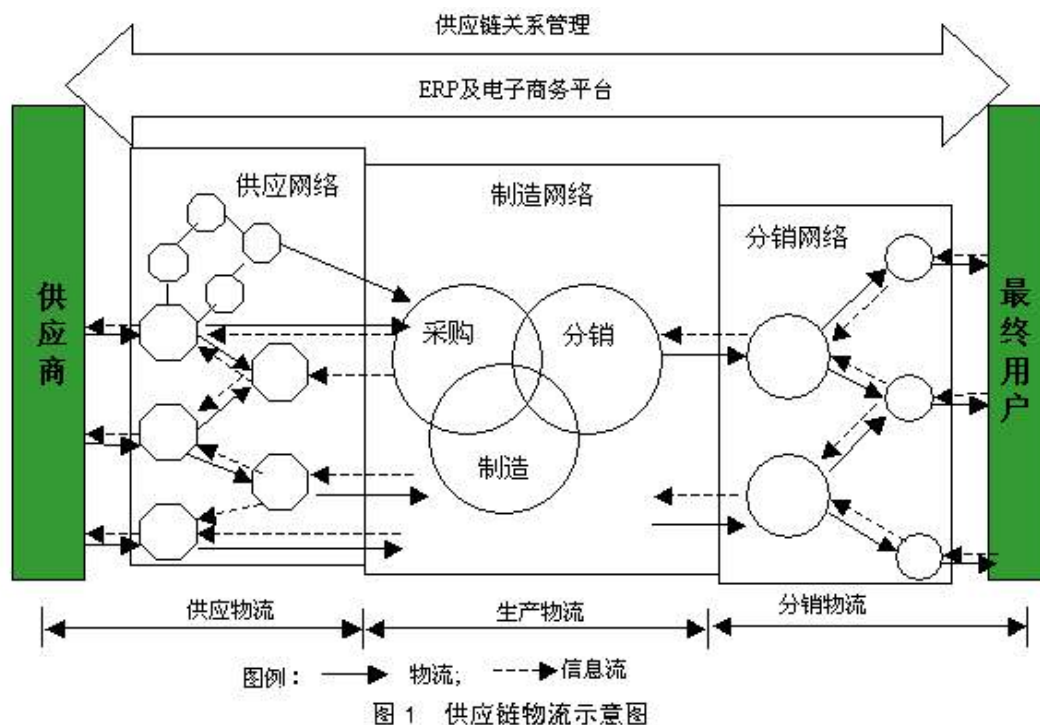 供应链关系管理
ERP及电子商务平台
供应网络
制造网络
分销网络
供应商
采购
分销
制造
最终用户
供应物流
生产物流
分销物流
图例： 物流; 信息流
图 1 供应链物流示意图